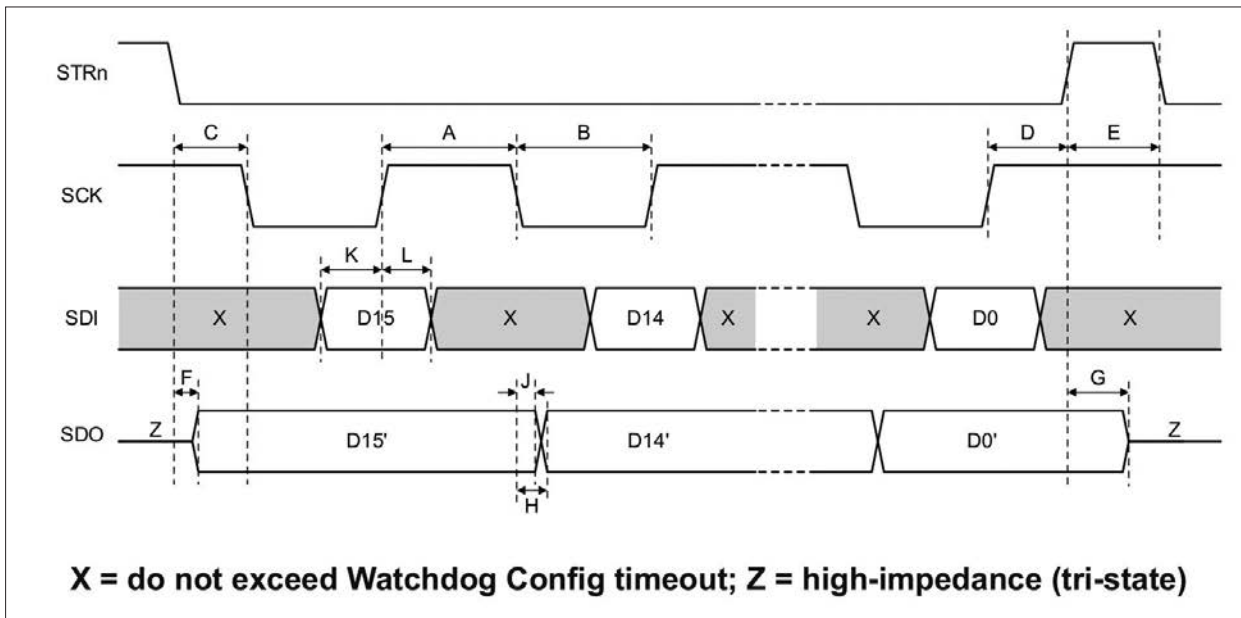 STRn
C A B D E
SCK
K L
SDI X D15 X D14 X X D0 X
F J G
SDO Z D15' D14' D0' Z
H
X = do not exceed Watchdog Config timeout; Z = high-impedance (tri-state)